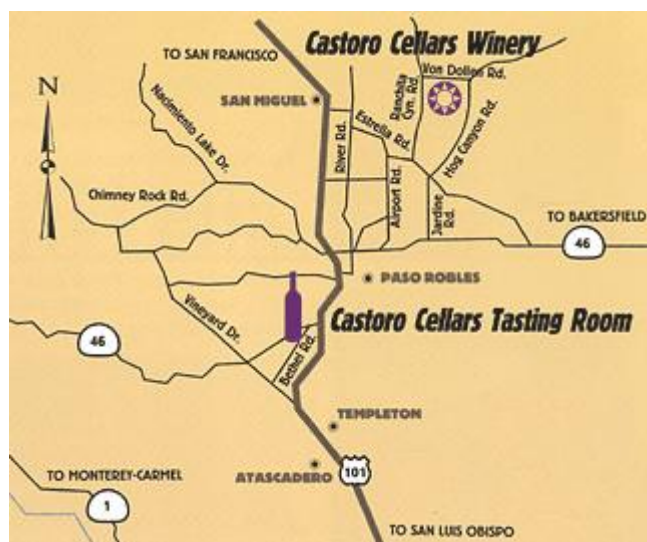 TO SAN FRANCISCO
Castoro Cellars Winery
Von Dollen Rd.
N
Nacimiento Lake Dr.
SAN MIGUEL
Ranchita
Cyn. Rd.
Estrella Rd.
River Rd.
Hog Canyon Rd.
Chimney Rock Rd.
Airport Rd.
Jardine
Rd.
TO BAKERSFIELD
46
PASO ROBLES
Vineyard Dr.
Castoro Cellars Tasting Room
46
Bethel Rd.
TEMPLETON
ATASCADERO
101
TO MONTEREY-CARMEL
1
TO SAN LUIS OBISPO